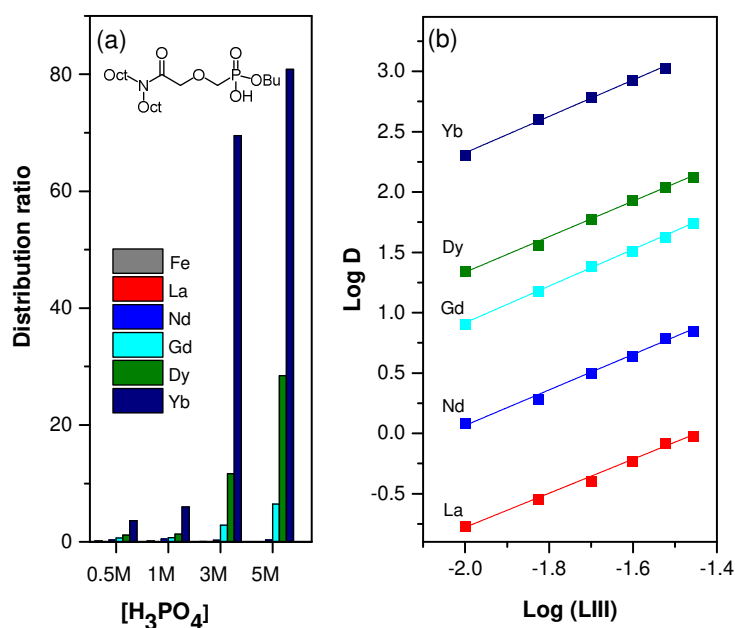 (a)
Oct
N
Oct
O
O
O
P
OBu
OH
80
60
40
20
0
Distribution ratio
Fe
La
Nd
Gd
Dy
Yb
0.5M 1M 3M 5M
[H₃PO₄]
(b)
3.0
2.5
2.0
1.5
1.0
0.5
0.0
-0.5
Log D
Yb
Dy
Gd
Nd
La
-2.0 -1.8 -1.6 -1.4
Log (LIII)